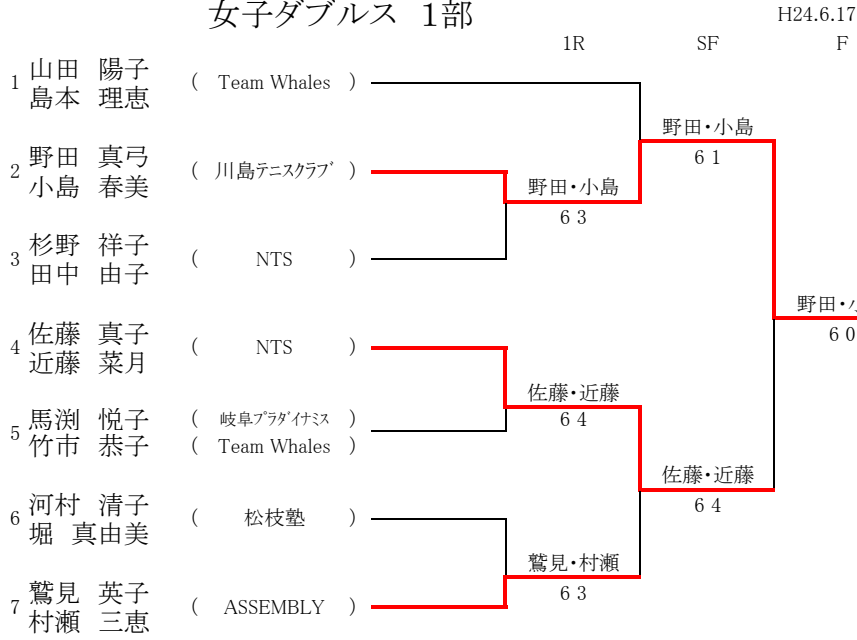 女子ダブルス 1部
H24.6.17
1R SF F
1 山田 陽子 ( Team Whales )
島本 理恵
野田・小島
6 1
2 野田 真弓 ( 川島テニスクラブ )
小島 春美
野田・小島
6 3
3 杉野 祥子 ( NTS )
田中 由子
野田・小
6 0
4 佐藤 真子 ( NTS )
近藤 菜月
佐藤・近藤
6 4
5 馬渕 悦子 ( 岐阜プラダイナミス )
竹市 恭子 ( Team Whales )
佐藤・近藤
6 4
6 河村 清子 ( 松枝塾 )
堀 真由美
鷲見・村瀬
6 3
7 鷲見 英子 ( ASSEMBLY )
村瀬 三恵